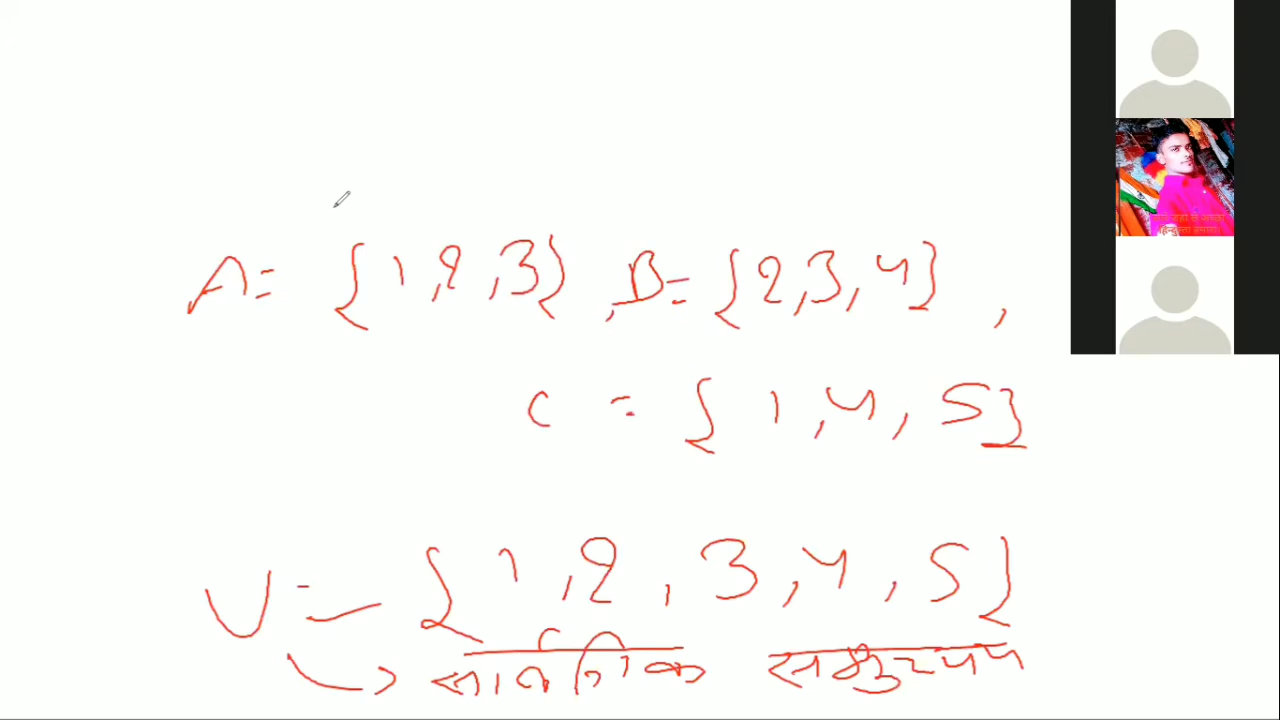 A = {1,2,3}, B = {2,3,4},
C = {1,4,5}
U = {1,2,3,4,5}
समुच्चय